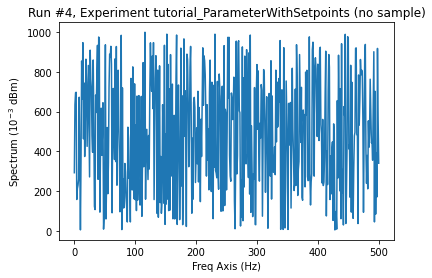 Run #4, Experiment tutorial_ParameterWithSetpoints (no sample)
1000
800
600
400
200
0
Spectrum (10⁻³ dBm)
0 100 200 300 400 500
Freq Axis (Hz)